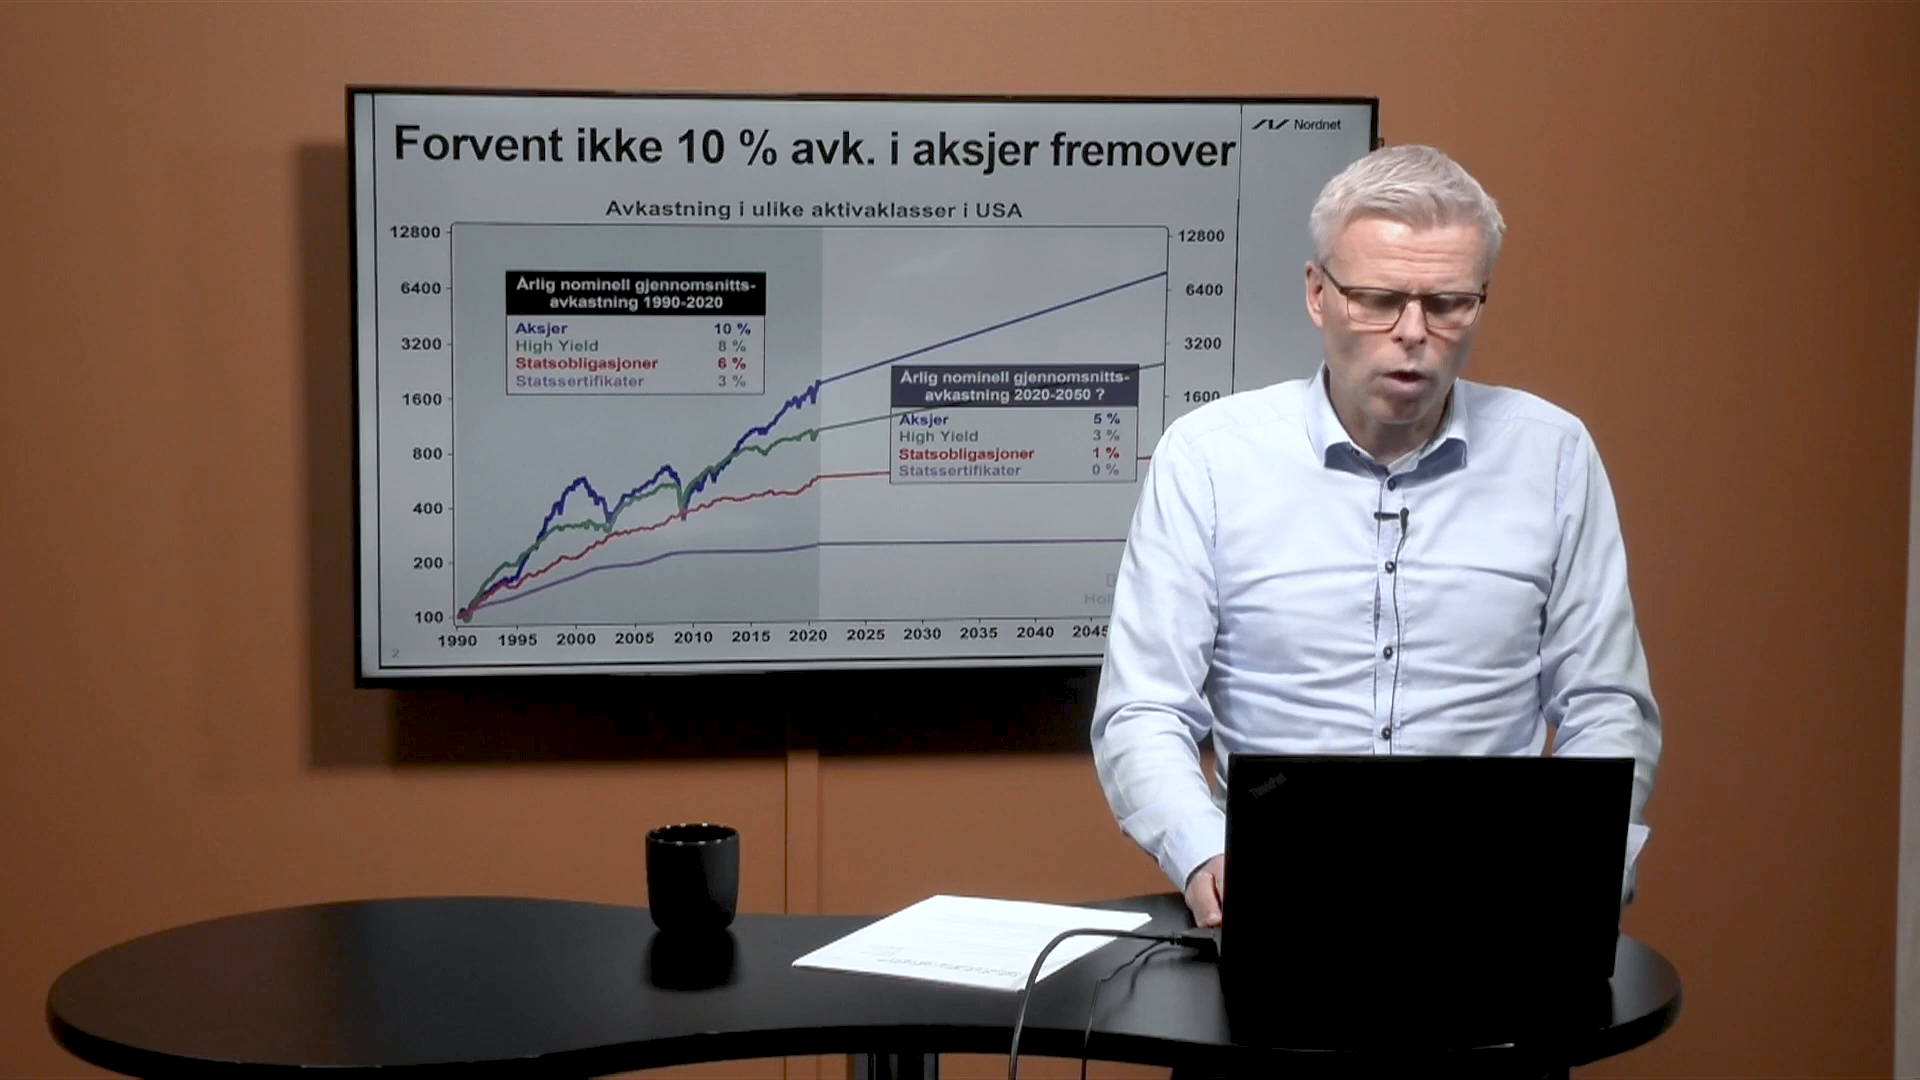 Forvent ikke 10 % avk. i aksjer fremover
Nordnet
Avkastning i ulike aktivaklasser i USA
12800
6400
3200
1600
800
400
200
100
Årlig nominell gjennomsnitts-
avkastning 1990-2020
Aksjer 10 %
High Yield 8 %
Statsobligasjoner 6 %
Statssertifikater 3 %
Årlig nominell gjennomsnitts-
avkastning 2020-2050 ?
Aksjer 5 %
High Yield 3 %
Statsobligasjoner 1 %
Statssertifikater 0 %
12800
6400
3200
1600
1990 1995 2000 2005 2010 2015 2020 2025 2030 2035 2040 2045
2
ThinkPad